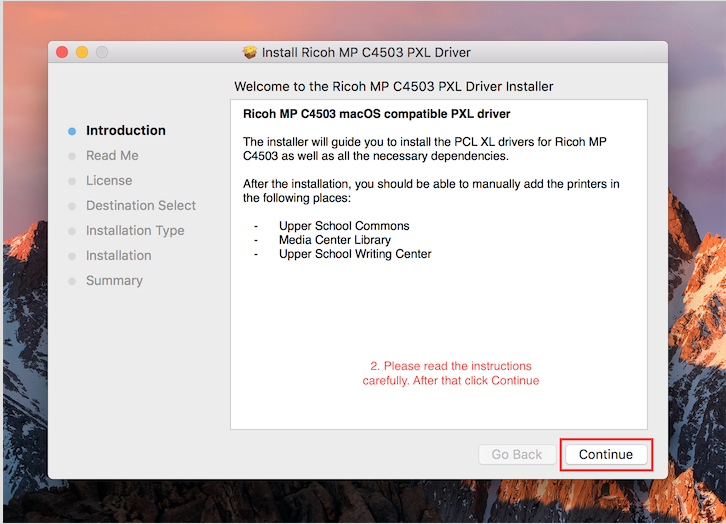 Install Ricoh MP C4503 PXL Driver
Welcome to the Ricoh MP C4503 PXL Driver Installer
Introduction
Read Me
License
Destination Select
Installation Type
Installation
Summary
Ricoh MP C4503 macOS compatible PXL driver
The installer will guide you to install the PCL XL drivers for Ricoh MP
C4503 as well as all the necessary dependencies.
After the installation, you should be able to manually add the printers in
the following places:
- Upper School Commons
- Media Center Library
- Upper School Writing Center
2. Please read the instructions
carefully. After that click Continue
Go Back
Continue